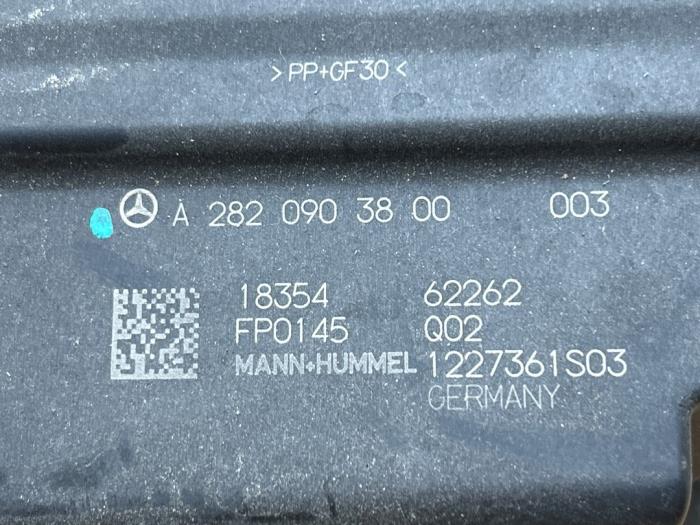 >PP+GF30<
A 282 090 38 00 003
18354 62262
FP0145 Q02
MANN+HUMMEL 1227361S03
GERMANY